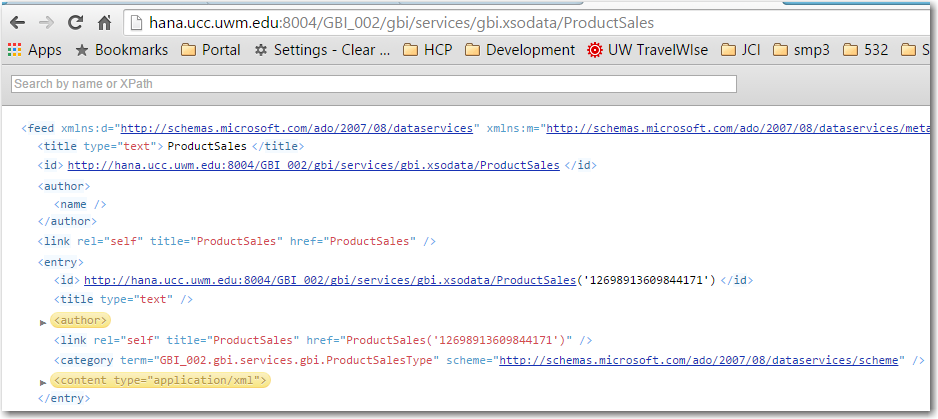 hana.ucc.uwm.edu:8004/GBI_002/gbi/services/gbi.xsodata/ProductSales
Apps Bookmarks Portal Settings - Clear ... HCP Development UW TravelWIse JCI smp3 532 S
Search by name or XPath
<feed xmlns:d="http://schemas.microsoft.com/ado/2007/08/dataservices" xmlns:m="http://schemas.microsoft.com/ado/2007/08/dataservices/meta
<title type="text"> ProductSales </title>
<id> http://hana.ucc.uwm.edu:8004/GBI_002/gbi/services/gbi.xsodata/ProductSales </id>
<author>
<name />
</author>
<link rel="self" title="ProductSales" href="ProductSales" />
<entry>
<id> http://hana.ucc.uwm.edu:8004/GBI_002/gbi/services/gbi.xsodata/ProductSales('12698913609844171') </id>
<title type="text" />
<author>
<link rel="self" title="ProductSales" href="ProductSales('12698913609844171')" />
<category term="GBI_002.gbi.services.gbi.ProductSalesType" scheme="http://schemas.microsoft.com/ado/2007/08/dataservices/scheme" />
<content type="application/xml">
</entry>